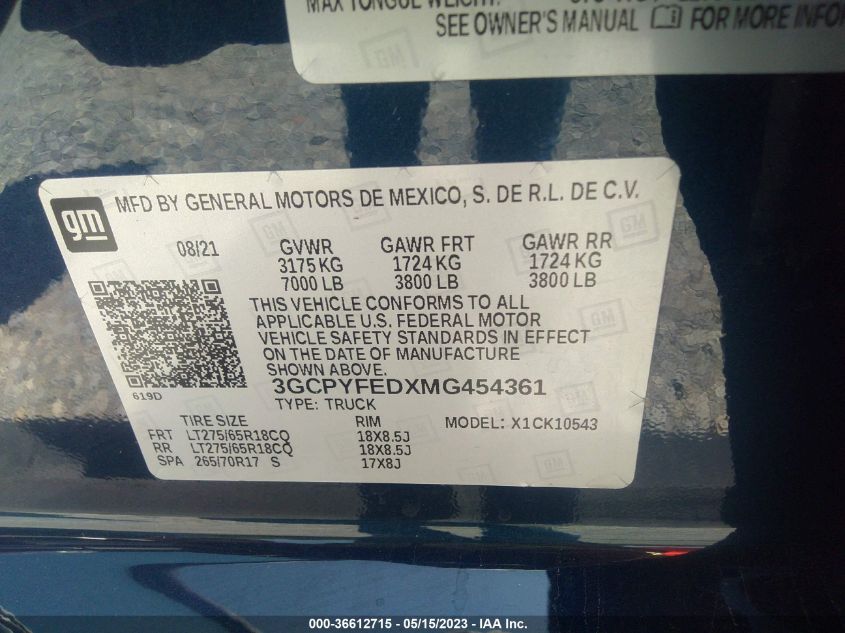 MAX TONGUE WEIGHT:
SEE OWNER'S MANUAL FOR MORE INFOR
gm
MFD BY GENERAL MOTORS DE MEXICO, S. DE R.L. DE C.V.
08/21 GVWR GAWR FRT GAWR RR
3175 KG 1724 KG 1724 KG
7000 LB 3800 LB 3800 LB
THIS VEHICLE CONFORMS TO ALL
APPLICABLE U.S. FEDERAL MOTOR
VEHICLE SAFETY STANDARDS IN EFFECT
ON THE DATE OF MANUFACTURE
SHOWN ABOVE.
619D
3GCPYFEDXMG454361
TYPE: TRUCK
TIRE SIZE RIM MODEL: X1CK10543
FRT LT275/65R18CQ 18X8.5J
RR LT275/65R18CQ 18X8.5J
SPA 265/70R17 S 17X8J
000-36612715 - 05/15/2023 - IAA Inc.